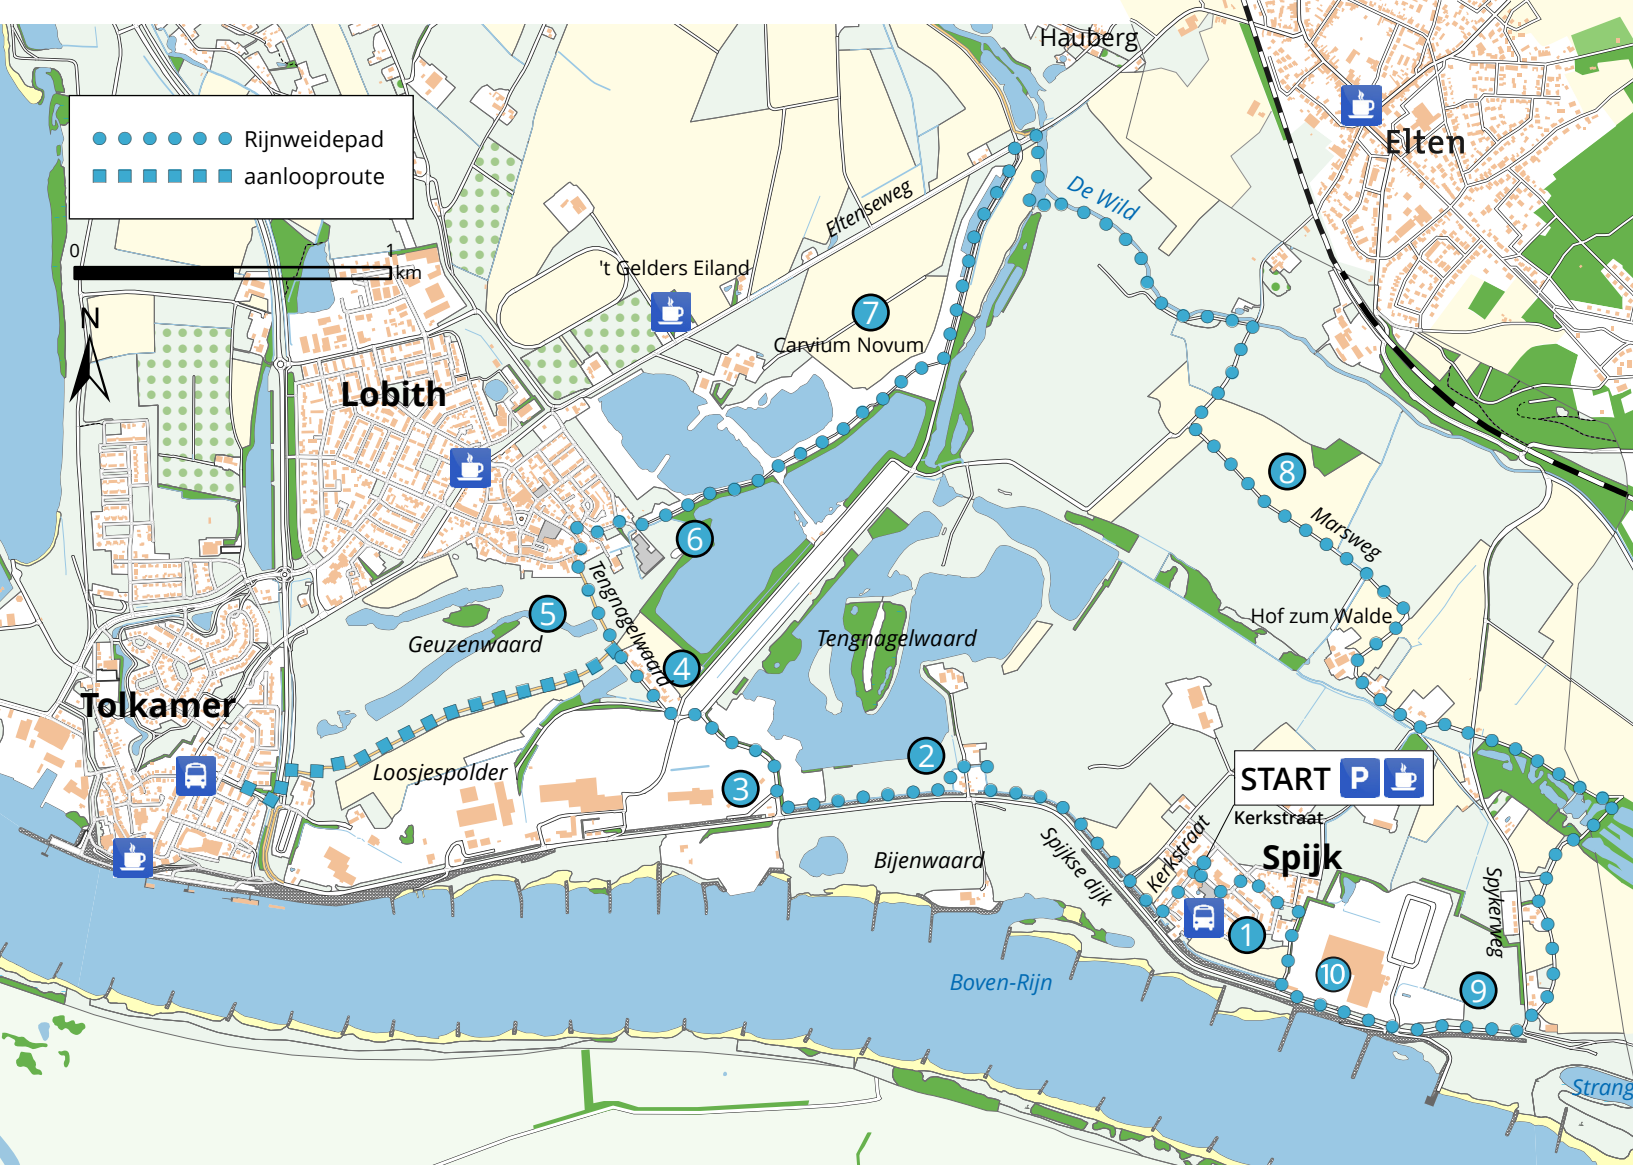 Hauberg
Elten
Rijnweidepad
aanlooproute
0
1
km
N
De Wild
Eltenseweg
't Gelders Eiland
7
Carvium Novum
Lobith
8
Marsweg
6
Tengnagelwaard
5
Geuzenwaard
Hof zum Walde
Tengnagelwaard
4
Tolkamer
2
START P
Loosjespolder
3
Kerkstraat
Spijkse dijk
Kerkstraat
Spijk
Bijenwaard
Spykerweg
1
Boven-Rijn
10
9
Strang